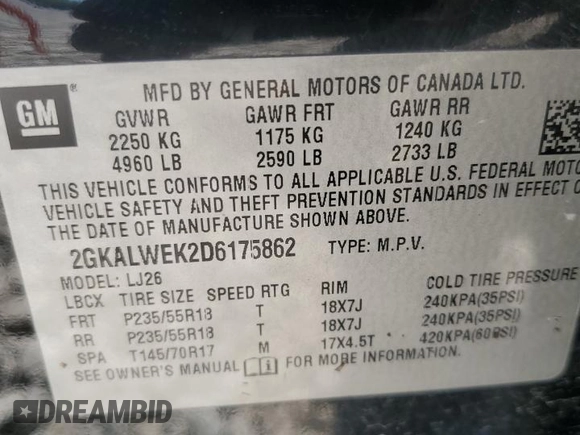 MFD BY GENERAL MOTORS OF CANADA LTD.
GM ®
GVWR GAWR FRT GAWR RR
2250 KG 1175 KG 1240 KG
4960 LB 2590 LB 2733 LB
THIS VEHICLE CONFORMS TO ALL APPLICABLE U.S. FEDERAL MOTO
VEHICLE SAFETY AND THEFT PREVENTION STANDARDS IN EFFECT O
THE DATE OF MANUFACTURE SHOWN ABOVE.
2GKALWEK2D6175862 TYPE: M.P.V.
MODEL: LJ26
LBCX TIRE SIZE SPEED RTG RIM COLD TIRE PRESSURE
FRT P235/55R18 T 18X7J 240KPA(35PSI)
RR P235/55R18 T 18X7J 240KPA(35PSI)
SPA T145/70R17 M 17X4.5T 420KPA(60PSI)
SEE OWNER'S MANUAL FOR MORE INFORMATION.
DREAMBID